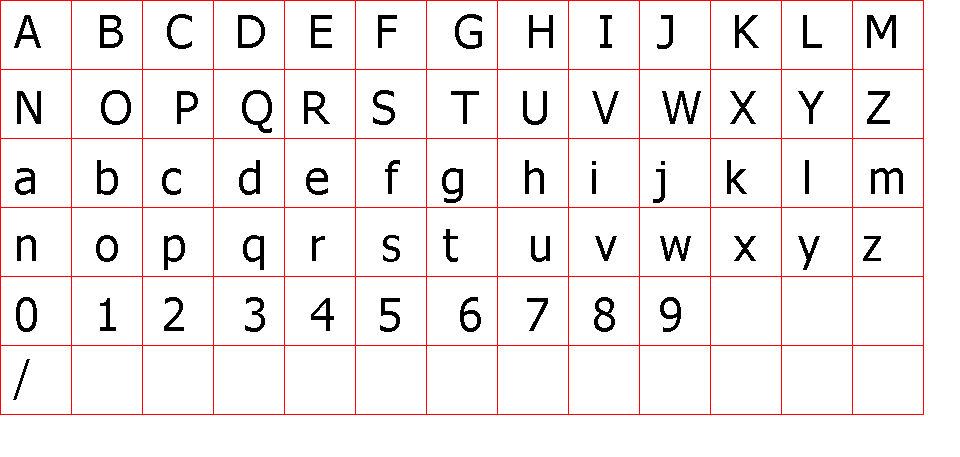 A B C D E F G H I J K L M
N O P Q R S T U V W X Y Z
a b c d e f g h i j k l m
n o p q r s t u v w x y z
0 1 2 3 4 5 6 7 8 9
/